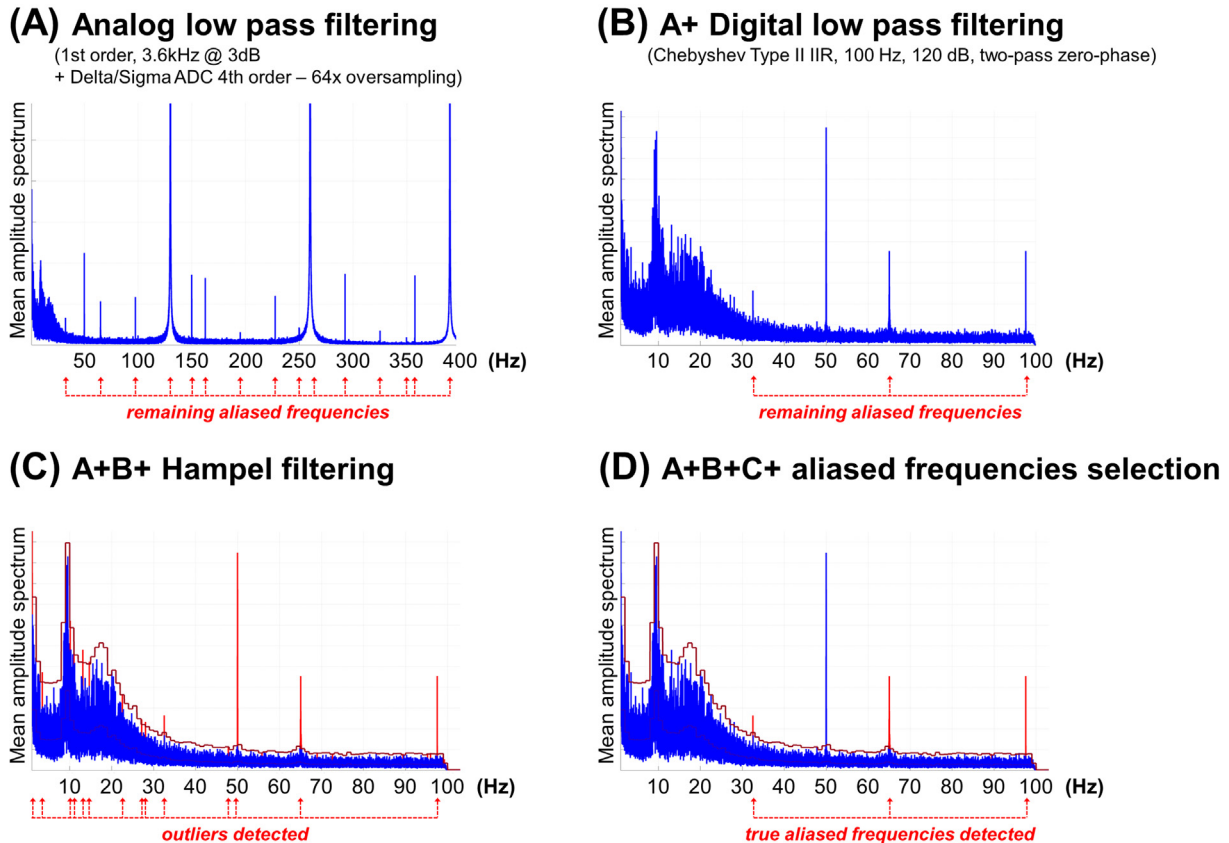 (A) Analog low pass filtering
(1st order, 3.6kHz @ 3dB
+ Delta/Sigma ADC 4th order – 64x oversampling)
Mean amplitude spectrum
50 100 150 200 250 300 350 400 (Hz)
remaining aliased frequencies
(B) A+ Digital low pass filtering
(Chebyshev Type II IIR, 100 Hz, 120 dB, two-pass zero-phase)
Mean amplitude spectrum
10 20 30 40 50 60 70 80 90 100 (Hz)
remaining aliased frequencies
(C) A+B+ Hampel filtering
Mean amplitude spectrum
10 20 30 40 50 60 70 80 90 100 (Hz)
outliers detected
(D) A+B+C+ aliased frequencies selection
Mean amplitude spectrum
10 20 30 40 50 60 70 80 90 100 (Hz)
true aliased frequencies detected